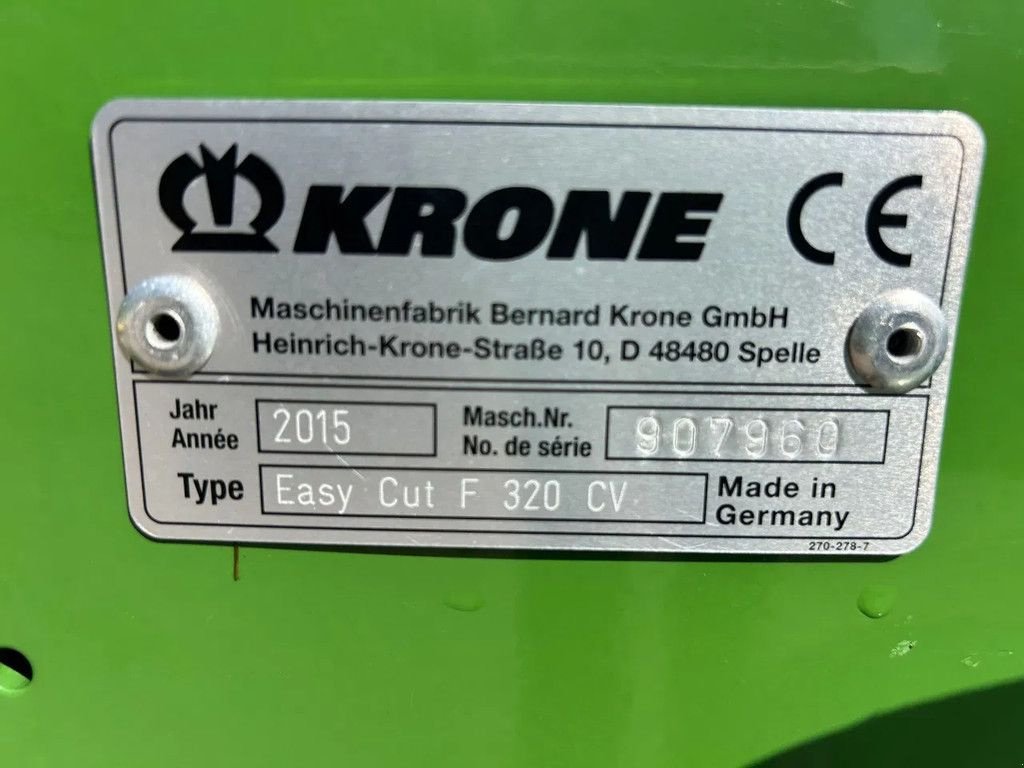 KRONE CE
Maschinenfabrik Bernard Krone GmbH
Heinrich-Krone-Straße 10, D 48480 Spelle
Jahr 2015 Masch.Nr. 907960
Année No. de série
Type Easy Cut F 320 CV Made in
Germany
270-278-7